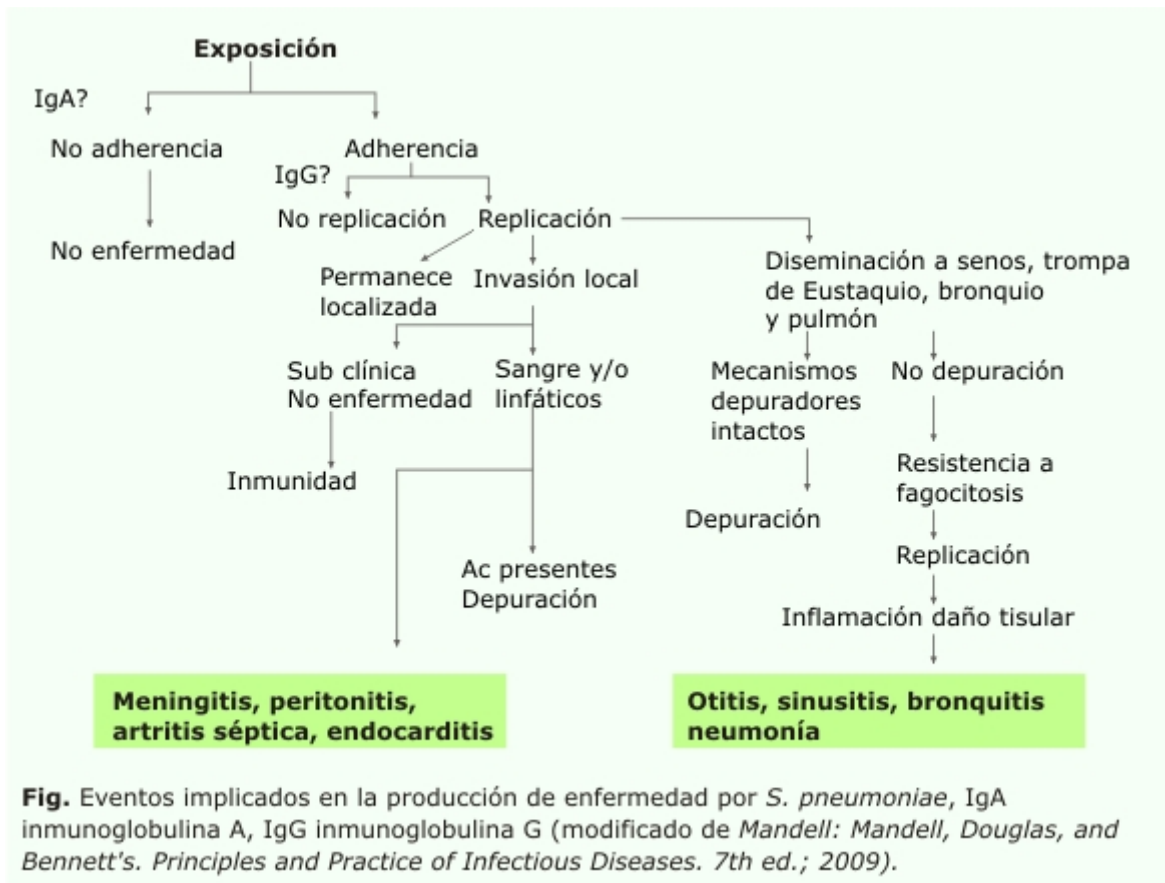 Exposición
IgA?
No adherencia
Adherencia
IgG?
No enfermedad
No replicación
Replicación
Permanece
localizada
Invasión local
Diseminación a senos, trompa
de Eustaquio, bronquio
y pulmón
Sub clínica
No enfermedad
Sangre y/o
linfáticos
Mecanismos
depuradores
intactos
No depuración
Inmunidad
Resistencia a
fagocitosis
Depuración
Replicación
Ac presentes
Depuración
Inflamación daño tisular
Meningitis, peritonitis,
artritis séptica, endocarditis
Otitis, sinusitis, bronquitis
neumonía
Fig. Eventos implicados en la producción de enfermedad por S. pneumoniae, IgA
inmunoglobulina A, IgG inmunoglobulina G (modificado de Mandell: Mandell, Douglas, and
Bennett's. Principles and Practice of Infectious Diseases. 7th ed.; 2009).